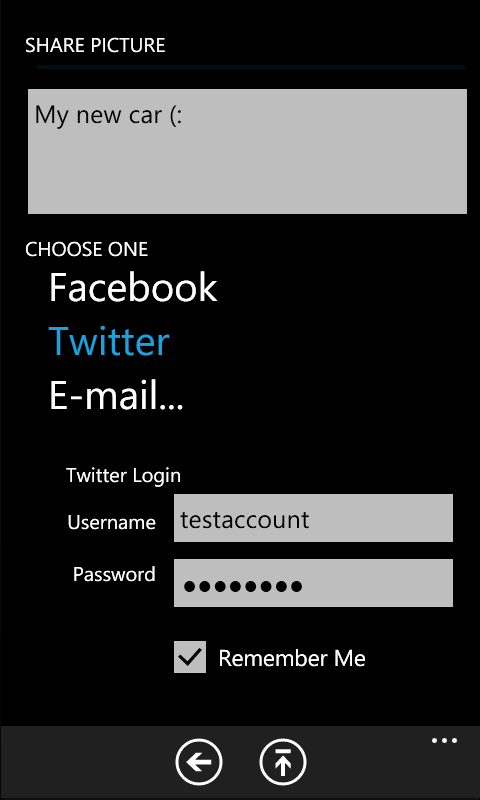 SHARE PICTURE
My new car (:
CHOOSE ONE
Facebook
Twitter
E-mail...
Twitter Login
Username testaccount
Password ●●●●●●●●
Remember Me
...